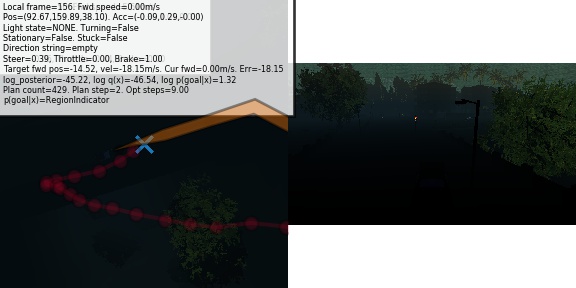 Local frame=156. Fwd speed=0.00m/s
Pos=(92.67,159.89,38.10). Acc=(-0.09,0.29,-0.00)
Light state=NONE. Turning=False
Stationary=False. Stuck=False
Direction string=empty
Steer=0.39; Throttle=0.00; Brake=1.00
Target fwd pos=-14.52, vel=-18.15m/s. Cur fwd=0.00m/s. Err=-18.15
log_posterior=-45.22, log q(x)=-46.54, log p(goal|x)=1.32
Plan count=429. Plan step=2. Opt steps=9.00
p(goal|x)=RegionIndicator